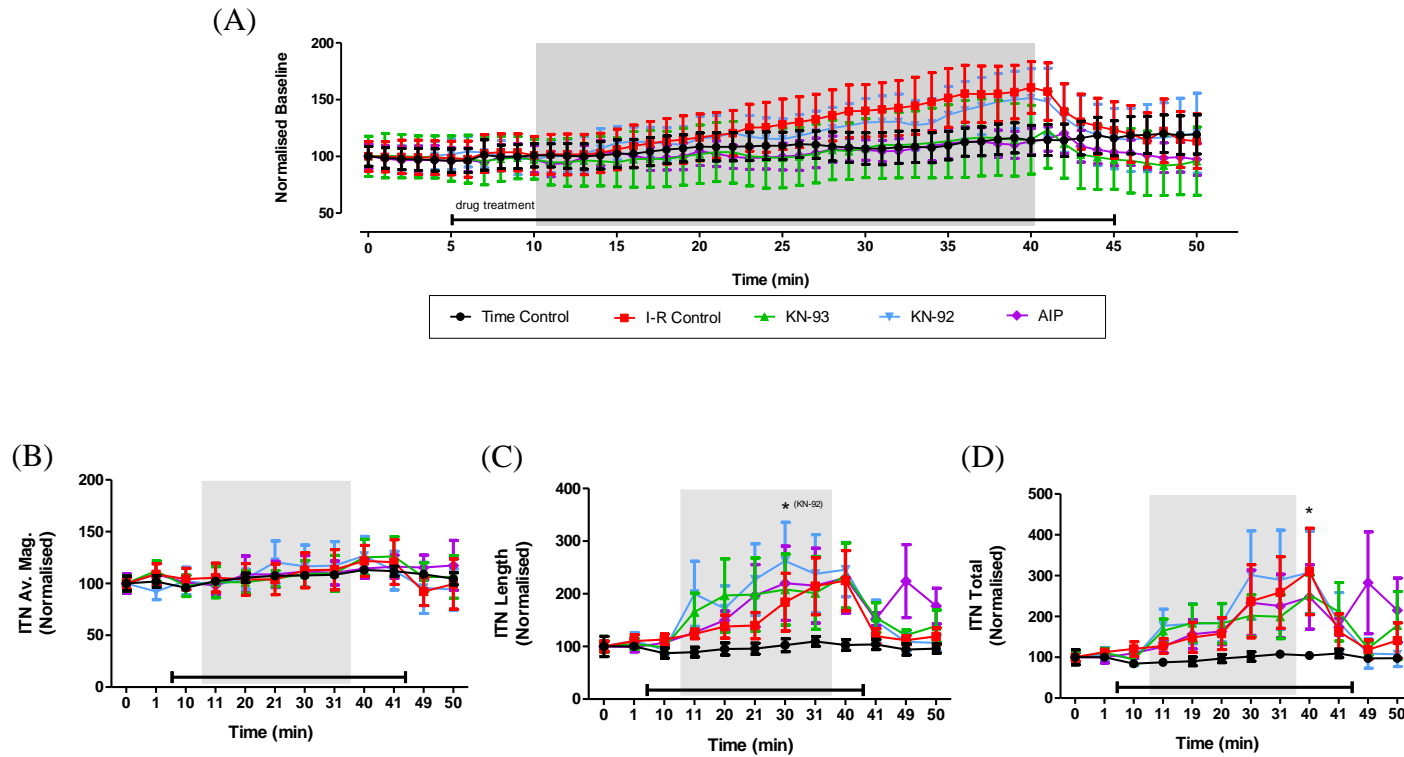 (A)
Normalised Baseline
200
150
100
50
drug treatment
0 5 10 15 20 25 30 35 40 45 50
Time (min)
Time Control I-R Control KN-93 KN-92 AIP
(B)
ITN Av. Mag.
(Normalised)
200
150
100
50
0
0 1 10 11 20 21 30 31 40 41 49 50
Time (min)
(C)
ITN Length
(Normalised)
400
300
200
100
0
* (KN-92)
0 1 10 11 20 21 30 31 40 41 49 50
Time (min)
(D)
ITN Total
(Normalised)
500
400
300
200
100
0
*
0 1 10 11 19 20 30 31 40 41 49 50
Time (min)